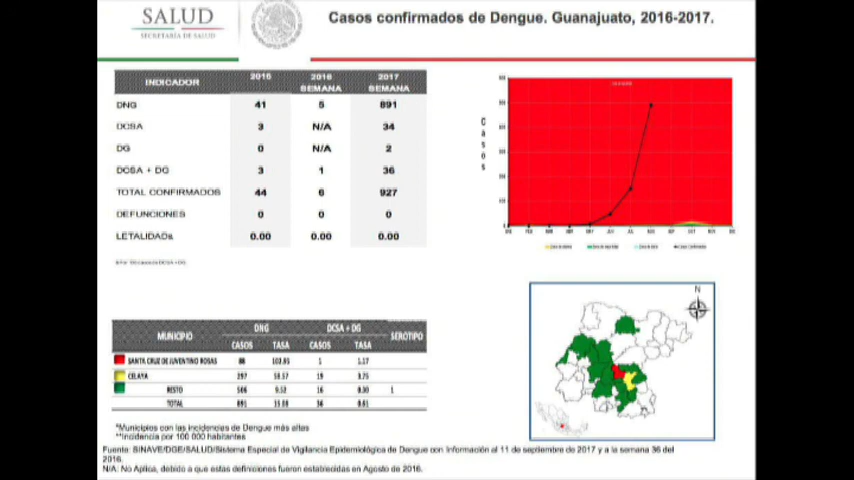 SALUD
SECRETARÍA DE SALUD
Casos confirmados de Dengue. Guanajuato, 2016-2017.
INDICADOR 2016 2016 SEMANA 2017 SEMANA
DNG 41 5 891
DCSA 3 N/A 34
DG 0 N/A 2
DCSA + DG 3 1 36
TOTAL CONFIRMADOS 44 6 927
DEFUNCIONES 0 0 0
LETALIDAD& 0.00 0.00 0.00
Casos
MUNICIPIO DNG DCSA + DG SEROTIPO
CASOS TASA CASOS TASA
SANTA CRUZ DE JUVENTINO ROSAS 88 1 1.17
CELAYA 297 19 3.75
RESTO 506 9.52 16 0.30 1
TOTAL 891 15.08 36 0.61
N
*Municipios con las incidencias de Dengue más altas
**Incidencia por 100 000 habitantes
Fuente: SINAVE/DGE/SALUD/Sistema Especial de Vigilancia Epidemiológica de Dengue con Información al 11 de septiembre de 2017 y a la semana 36 del
2016.
N/A: No Aplica, debido a que estas definiciones fueron establecidas en Agosto de 2016.